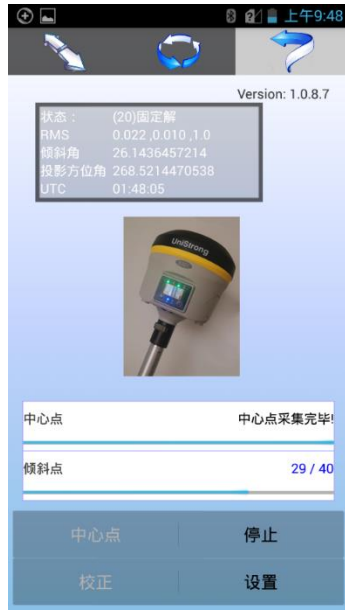 上午9:48
Version: 1.0.8.7
状态： (20)固定解
RMS 0.022 ,0.010 ,1.0
倾斜角 26.1436457214
投影方位角 268.5214470538
UTC 01:48:05
UniStrong
中心点 中心点采集完毕!
倾斜点 29 / 40
中心点 停止
校正 设置